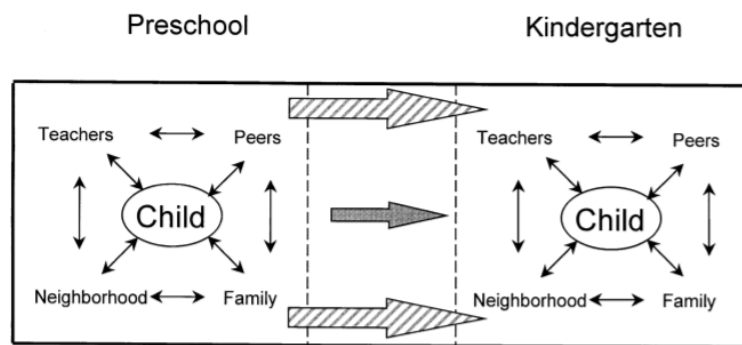 Preschool Kindergarten
Teachers Peers Teachers Peers
Child Child
Neighborhood Family Neighborhood Family